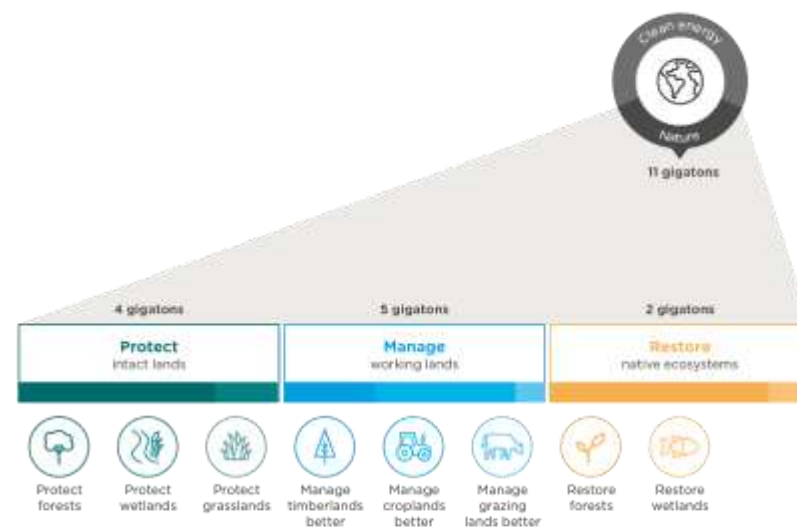 Clean energy
Nature
11 gigatons
4 gigatons
5 gigatons
2 gigatons
Protect
intact lands
Manage
working lands
Restore
native ecosystems
Protect
forests
Protect
wetlands
Protect
grasslands
Manage
timberlands
better
Manage
croplands
better
Manage
grazing
lands better
Restore
forests
Restore
wetlands